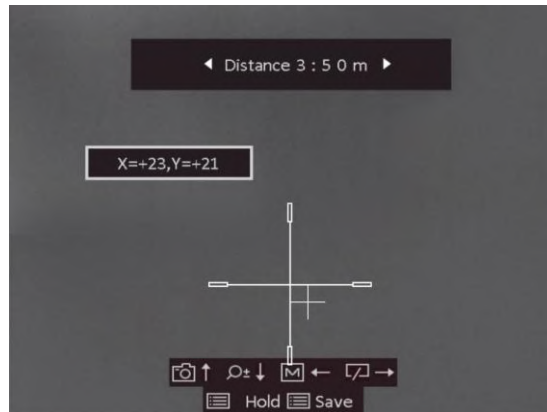 Distance 3 : 5 0 m
X=+23,Y=+21
± ↓ M ←  →
Hold Save